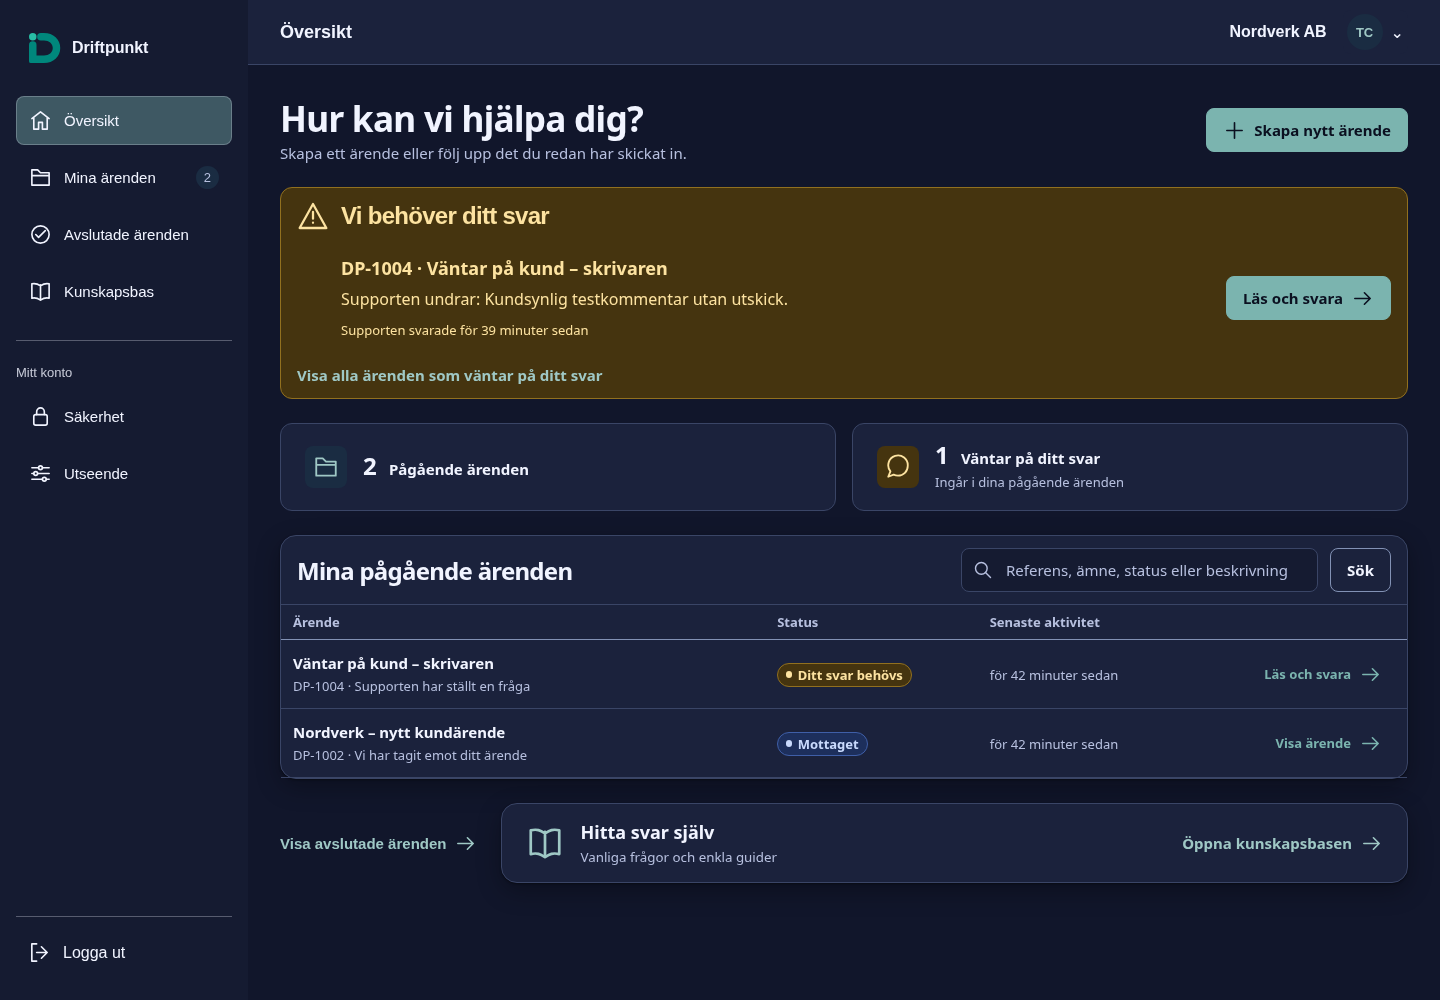 Driftpunkt
Översikt
Mina ärenden 2
Avslutade ärenden
Kunskapsbas
Mitt konto
Säkerhet
Utseende
Logga ut
Översikt
Nordverk AB TC
Hur kan vi hjälpa dig?
Skapa ett ärende eller följ upp det du redan har skickat in.
Skapa nytt ärende
Vi behöver ditt svar
DP-1004 · Väntar på kund – skrivaren
Supporten undrar: Kundsynlig testkommentar utan utskick.
Supporten svarade för 39 minuter sedan
Läs och svara
Visa alla ärenden som väntar på ditt svar
2 Pågående ärenden
1 Väntar på ditt svar
Ingår i dina pågående ärenden
Mina pågående ärenden
Referens, ämne, status eller beskrivning
Sök
Ärende Status Senaste aktivitet
Väntar på kund – skrivaren
DP-1004 · Supporten har ställt en fråga
Ditt svar behövs
för 42 minuter sedan
Läs och svara
Nordverk – nytt kundärende
DP-1002 · Vi har tagit emot ditt ärende
Mottaget
för 42 minuter sedan
Visa ärende
Visa avslutade ärenden
Hitta svar själv
Vanliga frågor och enkla guider
Öppna kunskapsbasen